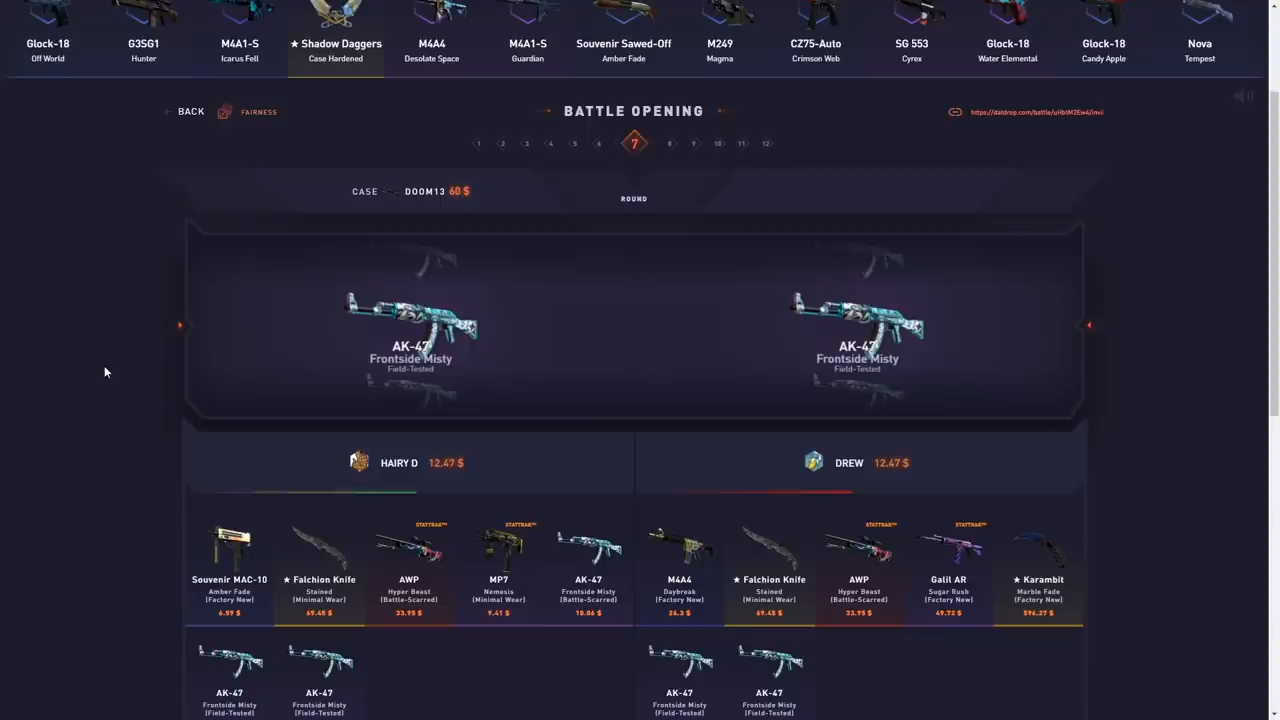 Glock-18 G3SG1 M4A1-S ★ Shadow Daggers M4A4 M4A1-S Souvenir Sawed-Off M249 CZ75-Auto SG 553 Glock-18 Glock-18 Nova
Off World Hunter Icarus Fell Case Hardened Desolate Space Guardian Amber Fade Magma Crimson Web Cyrex Water Elemental Candy Apple Tempest
← BACK FAIRNESS BATTLE OPENING https://datdrop.com/battle/uHbtM2Ew4/invi
1 2 3 4 5 6 7 8 9 10 11 12
CASE DOOM13 60 $
ROUND
AK-47 AK-47
Frontside Misty Frontside Misty
Field-Tested Field-Tested
HAIRY D 12.47 $ DREW 12.47 $
STATTRAK™ STATTRAK™ STATTRAK™ STATTRAK™
Souvenir MAC-10 ★ Falchion Knife AWP MP7 AK-47 M4A4 ★ Falchion Knife AWP Galil AR ★ Karambit
Amber Fade Stained Hyper Beast Nemesis Frontside Misty Daybreak Stained Hyper Beast Sugar Rush Marble Fade
(Factory New) (Minimal Wear) (Battle-Scarred) (Minimal Wear) (Battle-Scarred) (Factory New) (Minimal Wear) (Battle-Scarred) (Factory New) (Factory New)
6.59 $ 69.45 $ 33.95 $ 9.41 $ 10.06 $ 26.3 $ 69.45 $ 33.95 $ 49.72 $ 596.27 $
AK-47 AK-47 AK-47 AK-47
Frontside Misty Frontside Misty Frontside Misty Frontside Misty
(Field-Tested) (Field-Tested) (Field-Tested) (Field-Tested)